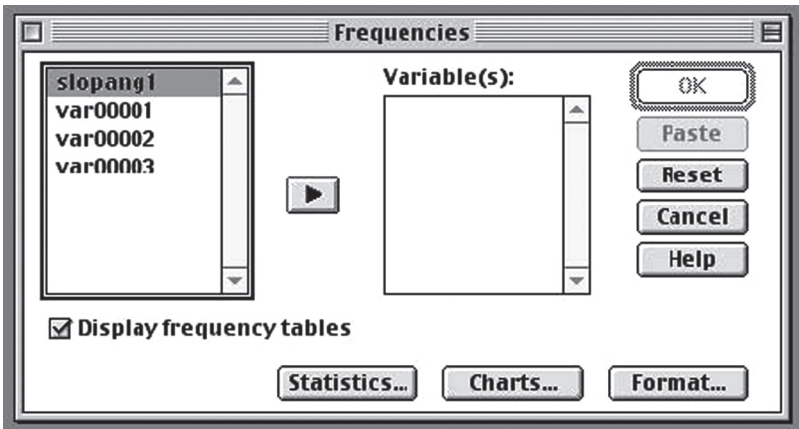 Frequencies
slopang1
var00001
var00002
var00003
Variable(s):
OK
Paste
Reset
Cancel
Help
Display frequency tables
Statistics...
Charts...
Format...